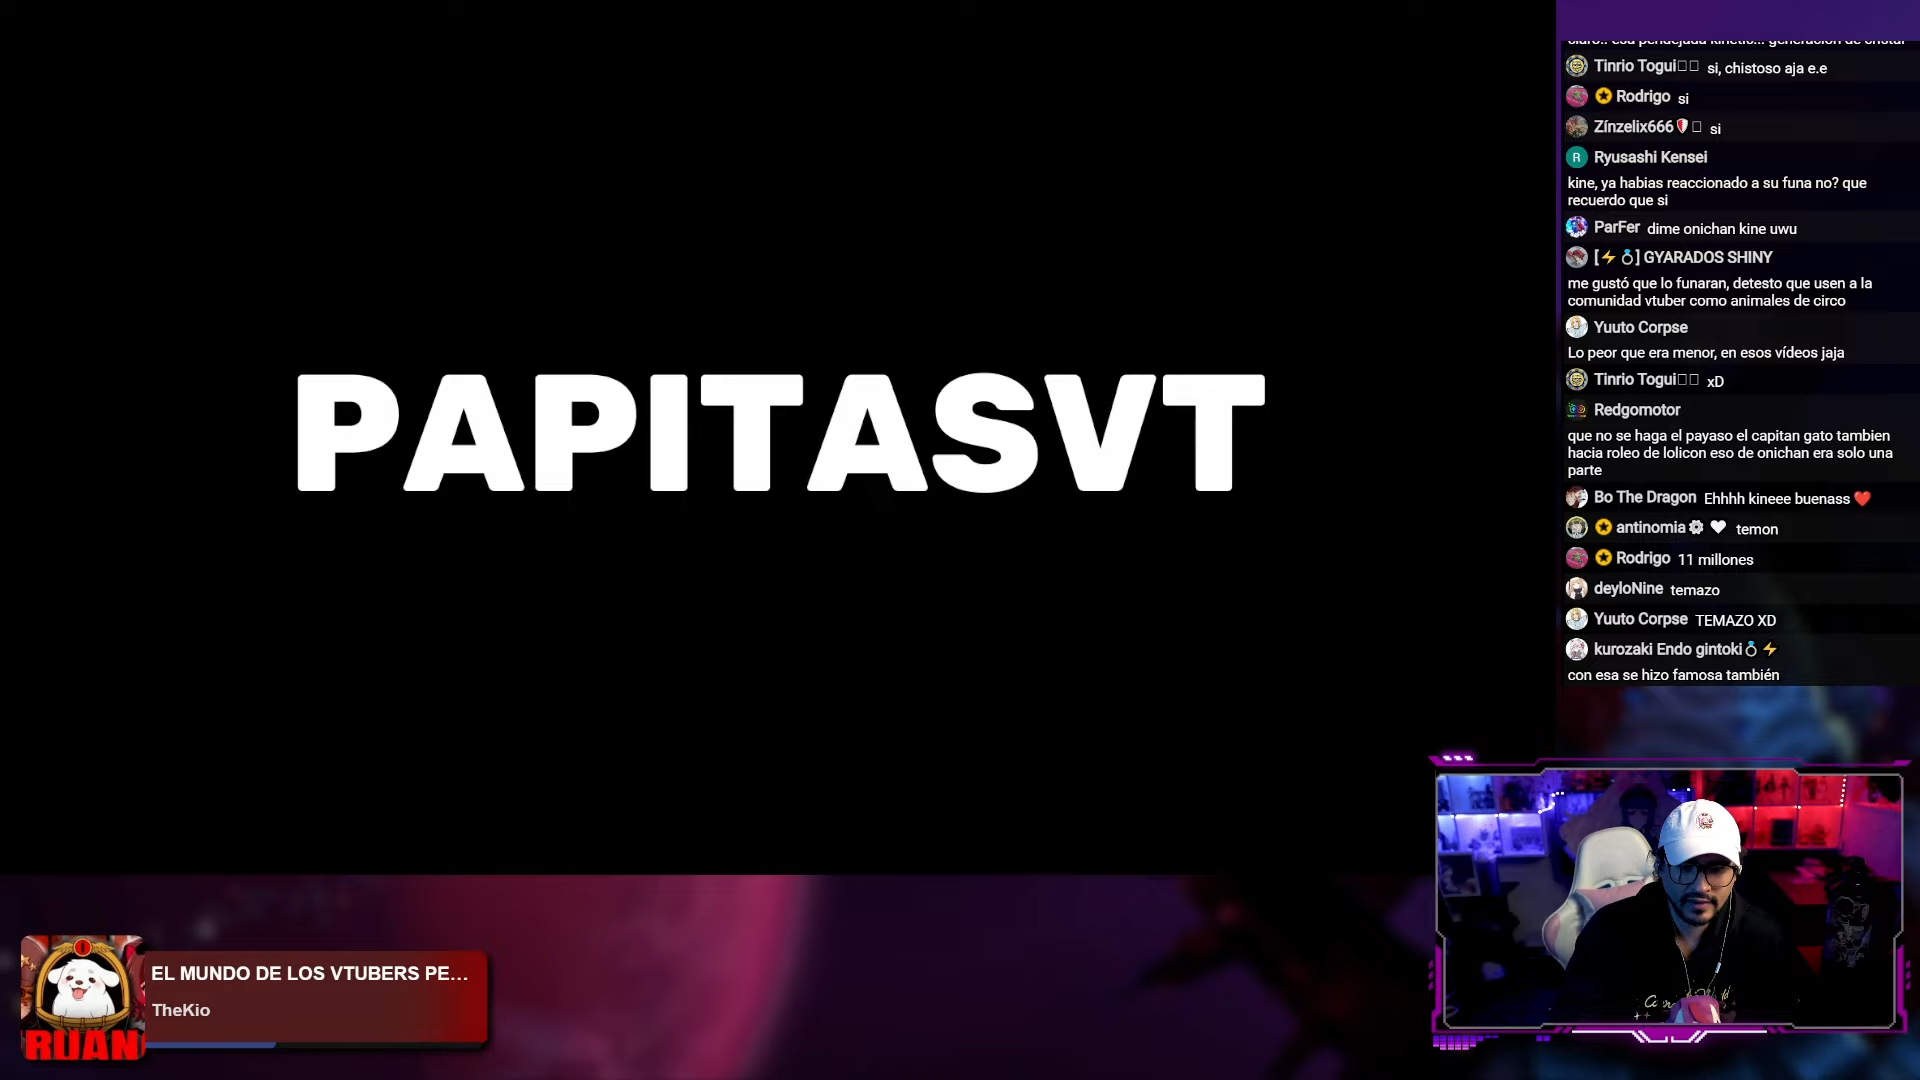 PAPITASVT
Tinrio Togui si, chistoso aja e.e
Rodrigo si
Zínzelix666 si
R Ryusashi Kensei
kine, ya habias reaccionado a su funa no? que
recuerdo que si
ParFer dime onichan kine uwu
[⚡💍] GYARADOS SHINY
me gustó que lo funaran, detesto que usen a la
comunidad vtuber como animales de circo
Yuuto Corpse
Lo peor que era menor, en esos vídeos jaja
Tinrio Togui xD
Redgomotor
que no se haga el payaso el capitan gato tambien
hacia roleo de lolicon eso de onichan era solo una
parte
Bo The Dragon Ehhhh kineee buenass ❤️
antinomia temon
Rodrigo 11 millones
deyloNine temazo
Yuuto Corpse TEMAZO XD
kurozaki Endo gintoki💍⚡
con esa se hizo famosa también
EL MUNDO DE LOS VTUBERS PE...
TheKio
RUAN